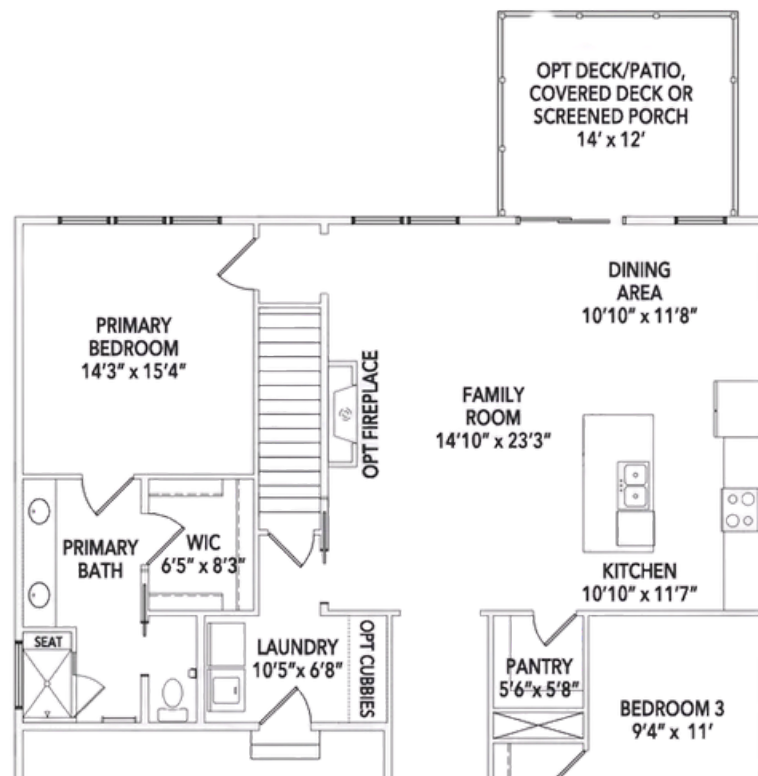 OPT DECK/PATIO,
COVERED DECK OR
SCREENED PORCH
14' x 12'
DINING
AREA
10'10" x 11'8"
PRIMARY
BEDROOM
14'3" x 15'4"
OPT FIREPLACE
FAMILY
ROOM
14'10" x 23'3"
PRIMARY
BATH
WIC
6'5" x 8'3"
KITCHEN
10'10" x 11'7"
SEAT
LAUNDRY
10'5"x 6'8"
OPT CUBBIES
PANTRY
5'6"x 5'8"
BEDROOM 3
9'4" x 11'